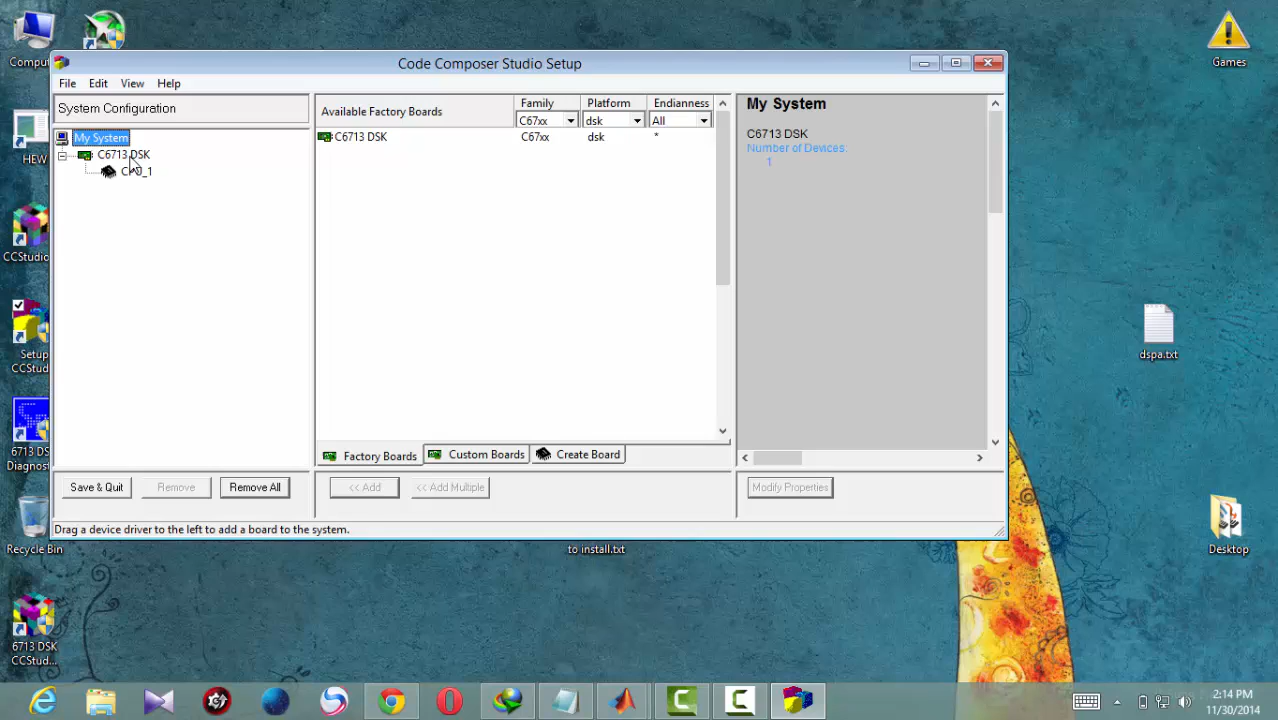 Code Composer Studio Setup
File Edit View Help
System Configuration
My System
C6713 DSK
Available Factory Boards
Family
Platform
Endianness
C67xx
dsk
All
C6713 DSK C67xx dsk *
My System
C6713 DSK
Number of Devices:
1
Factory Boards
Custom Boards
Create Board
Save & Quit
Remove
Remove All
<< Add
<< Add Multiple
Modify Properties
Drag a device driver to the left to add a board to the system.
HEW
CCStudio
Setup
CCStud
6713 DSK
Diagnost
Recycle Bin
6713 DSK
CCStud...
to install.txt
Games
dspa.txt
Desktop
2:14 PM
11/30/2014